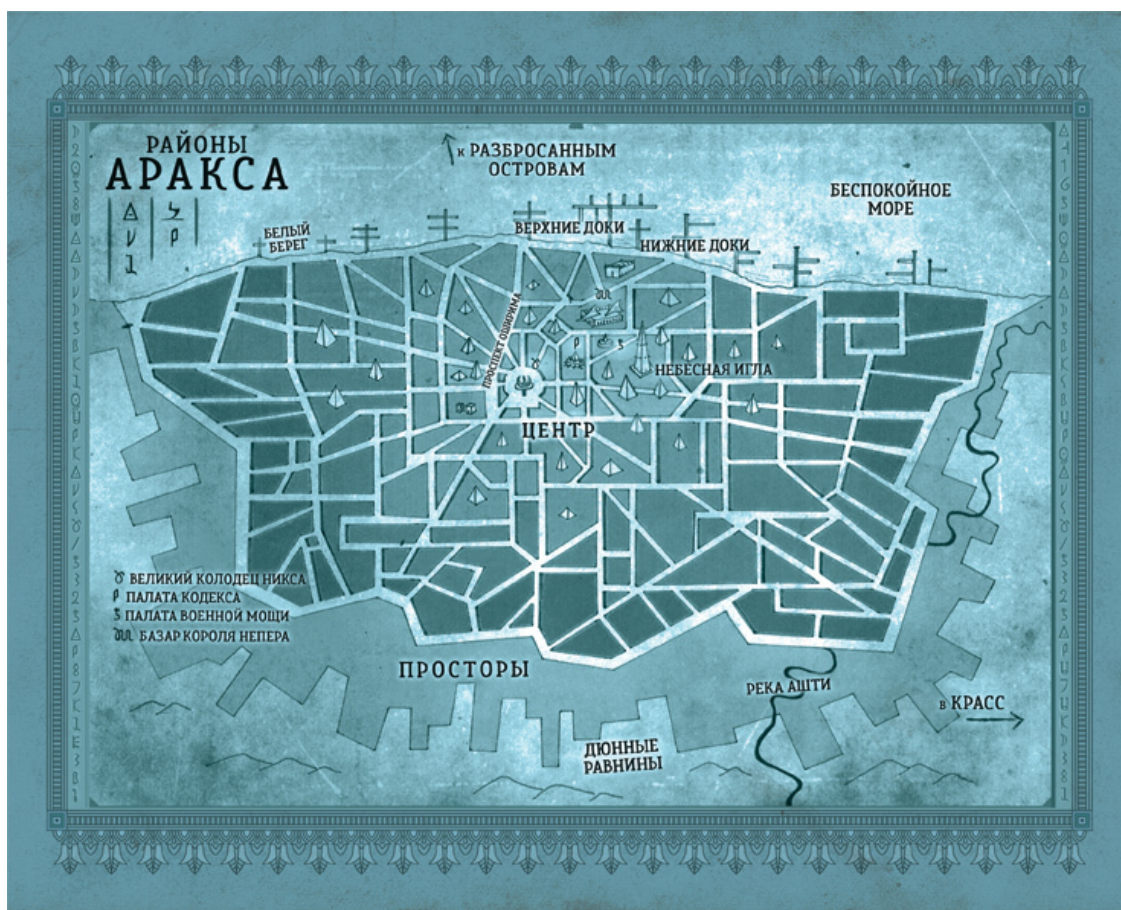 РАЙОНЫ
АРАКСА
К РАЗБРОСАННЫМ
ОСТРОВАМ
БЕСПОКОЙНОЕ
МОРЕ
БЕЛЫЙ
БЕРЕГ
ВЕРХНИЕ ДОКИ
НИЖНИЕ ДОКИ
ПРОСПЕКТ ОШИРИМА
НЕБЕСНАЯ ИГЛА
ЦЕНТР
ВЕЛИКИЙ КОЛОДЕЦ НИКСА
ПАЛАТА КОДЕКСА
ПАЛАТА ВОЕННОЙ МОЩИ
БАЗАР КОРОЛЯ НЕПЕРА
ПРОСТОРЫ
РЕКА АШТИ
В КРАСС
ДЮННЫЕ
РАВНИНЫ